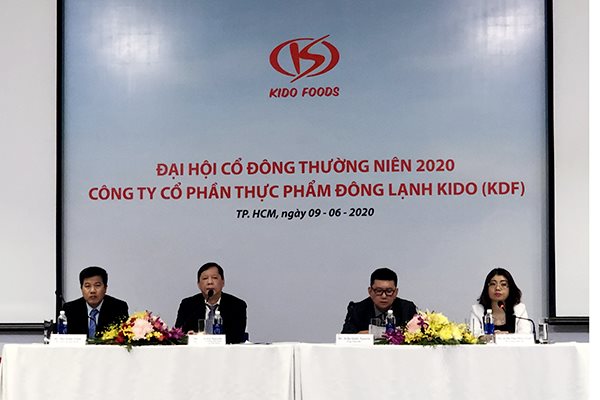 KIDO FOODS
ĐẠI HỘI CỔ ĐÔNG THƯỜNG NIÊN 2020
CÔNG TY CỔ PHẦN THỰC PHẨM ĐÔNG LẠNH KIDO (KDF)
TP. HCM, ngày 09 - 06 - 2020